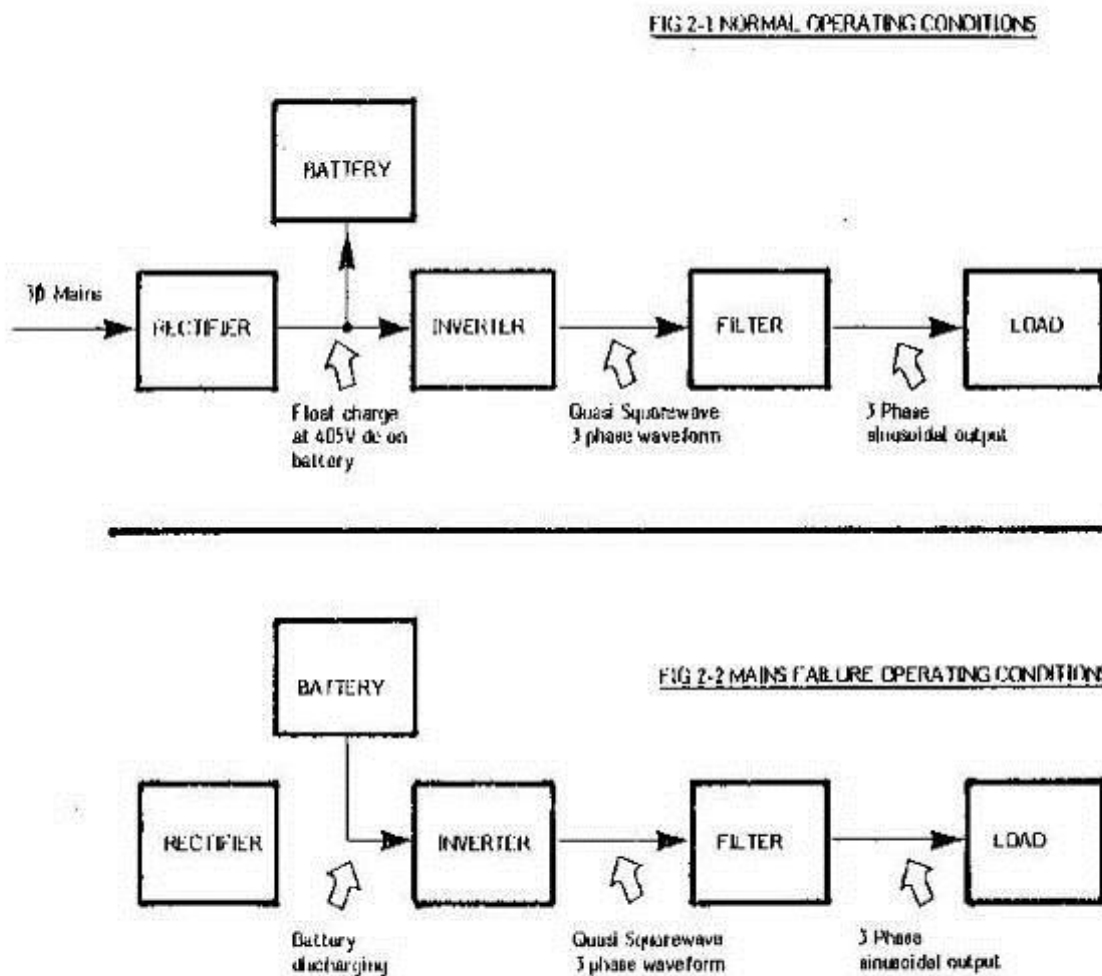 FIG 2-1 NORMAL OPERATING CONDITIONS
BATTERY
3ϕ Mains
RECTIFIER
INVERTER
FILTER
LOAD
Float charge
at 405V dc on
battery
Quasi Squarewave
3 phase waveform
3 Phase
sinusoidal output
BATTERY
FIG 2-2 MAINS FAILURE OPERATING CONDITIONS
RECTIFIER
INVERTER
FILTER
LOAD
Battery
discharging
Quasi Squarewave
3 phase waveform
3 Phase
sinusoidal output